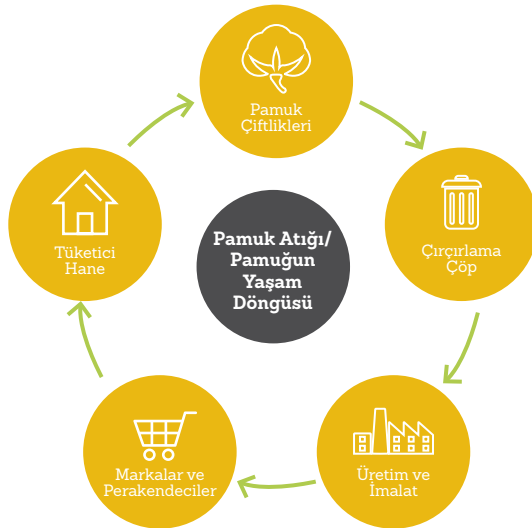 Pamuk
Çiftlikleri
Çırçırlama
Çöp
Üretim ve
İmalat
Markalar ve
Perakendeciler
Tüketici
Hane
Pamuk Atığı/
Pamuğun
Yaşam
Döngüsü